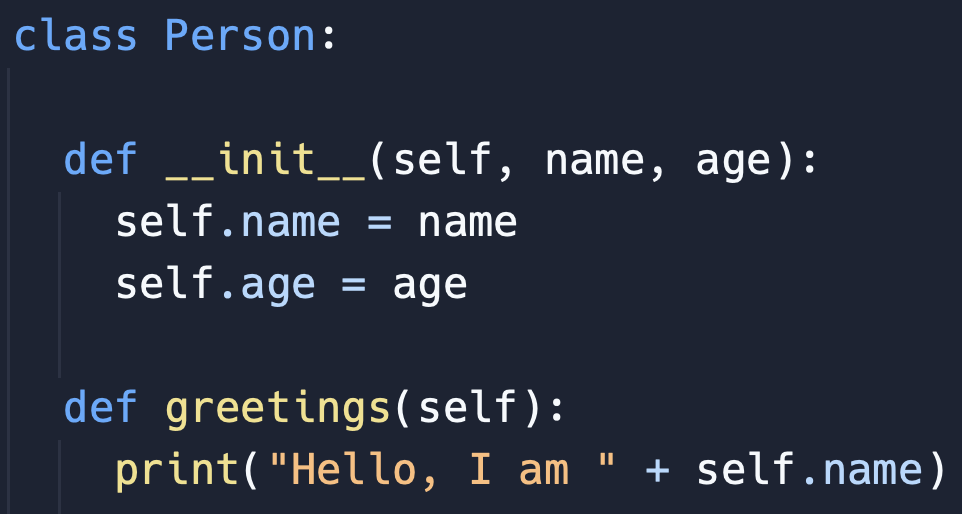 class Person:

  def __init__(self, name, age):
    self.name = name
    self.age = age

  def greetings(self):
    print("Hello, I am " + self.name)